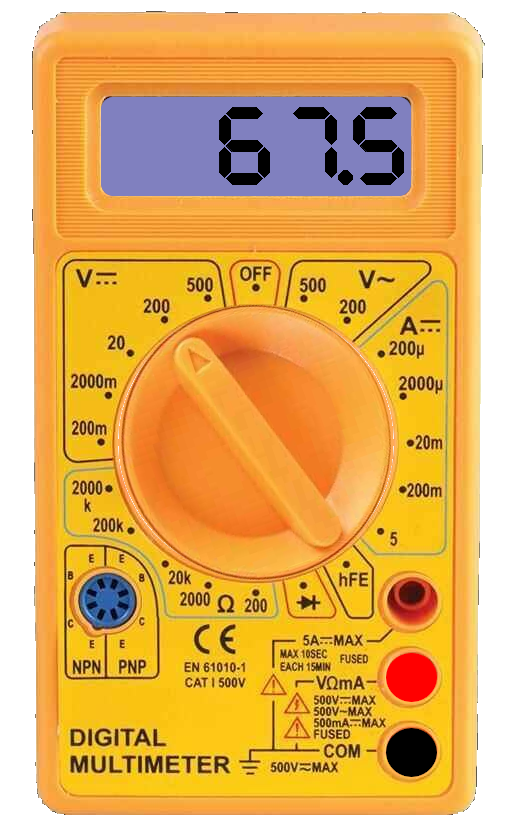 67.5
V⎓ 500 OFF 500 V~
200 200
A⎓
20 200µ
2000m 2000µ
200m 20m
2000
k
200m
200k 5
20k hFE
2000 Ω 200
E E
B B
C C
E E
NPN PNP
CE
EN 61010-1
CAT I 500V
5A⎓MAX
MAX 10SEC
EACH 15MIN
FUSED
VΩmA
500V⎓MAX
500V~MAX
500mA⎓MAX
FUSED
COM
500V≂MAX
DIGITAL
MULTIMETER